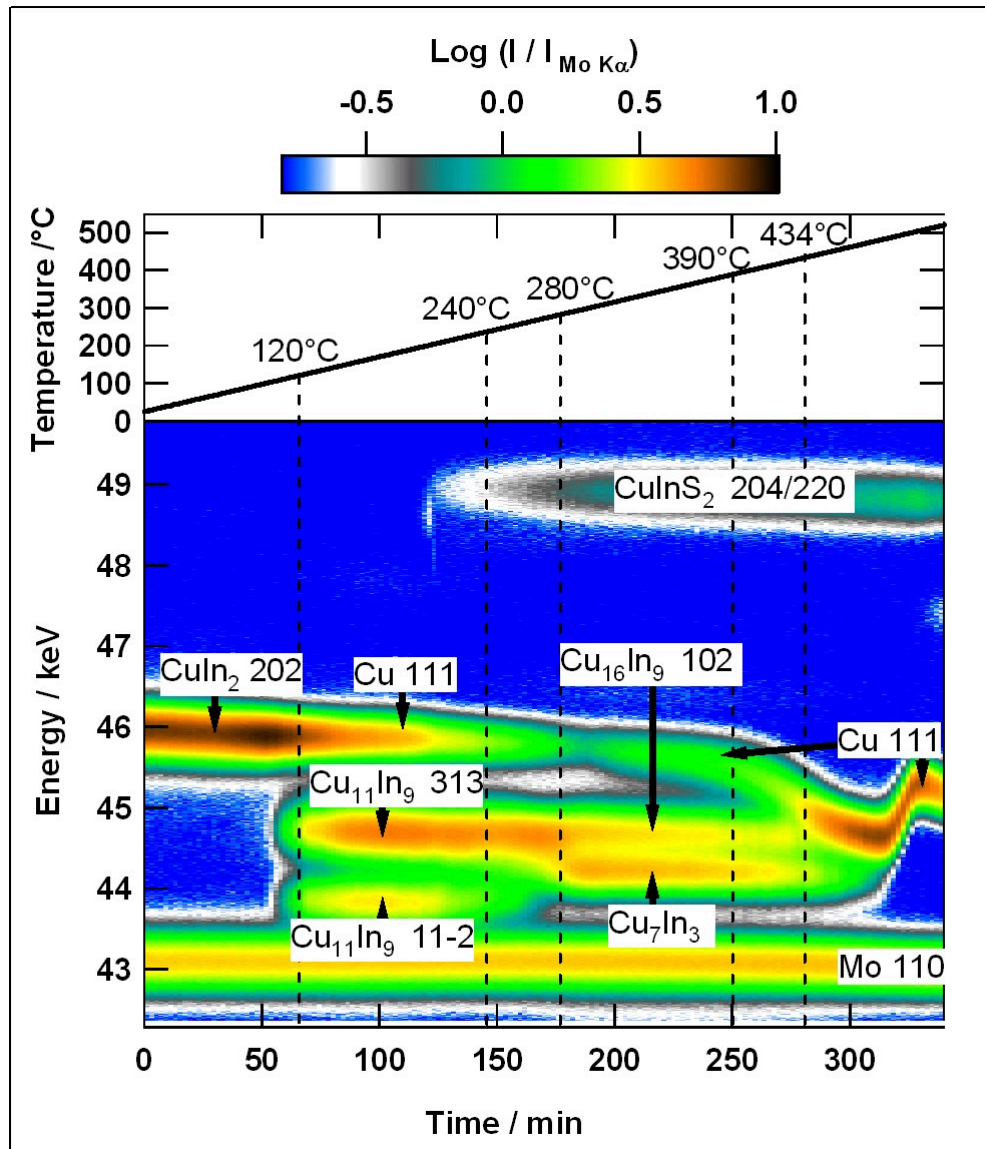 Log (I / I Mo Kα)
-0.5 0.0 0.5 1.0
Temperature /°C
500
400
300
200
100
0
120°C
240°C
280°C
390°C
434°C
Energy / keV
49
48
47
46
45
44
43
CuInS₂ 204/220
CuIn₂ 202
Cu 111
Cu₁₆In₉ 102
Cu 111
Cu₁₁In₉ 313
Cu₁₁In₉ 11-2
Cu₇In₃
Mo 110
0 50 100 150 200 250 300
Time / min